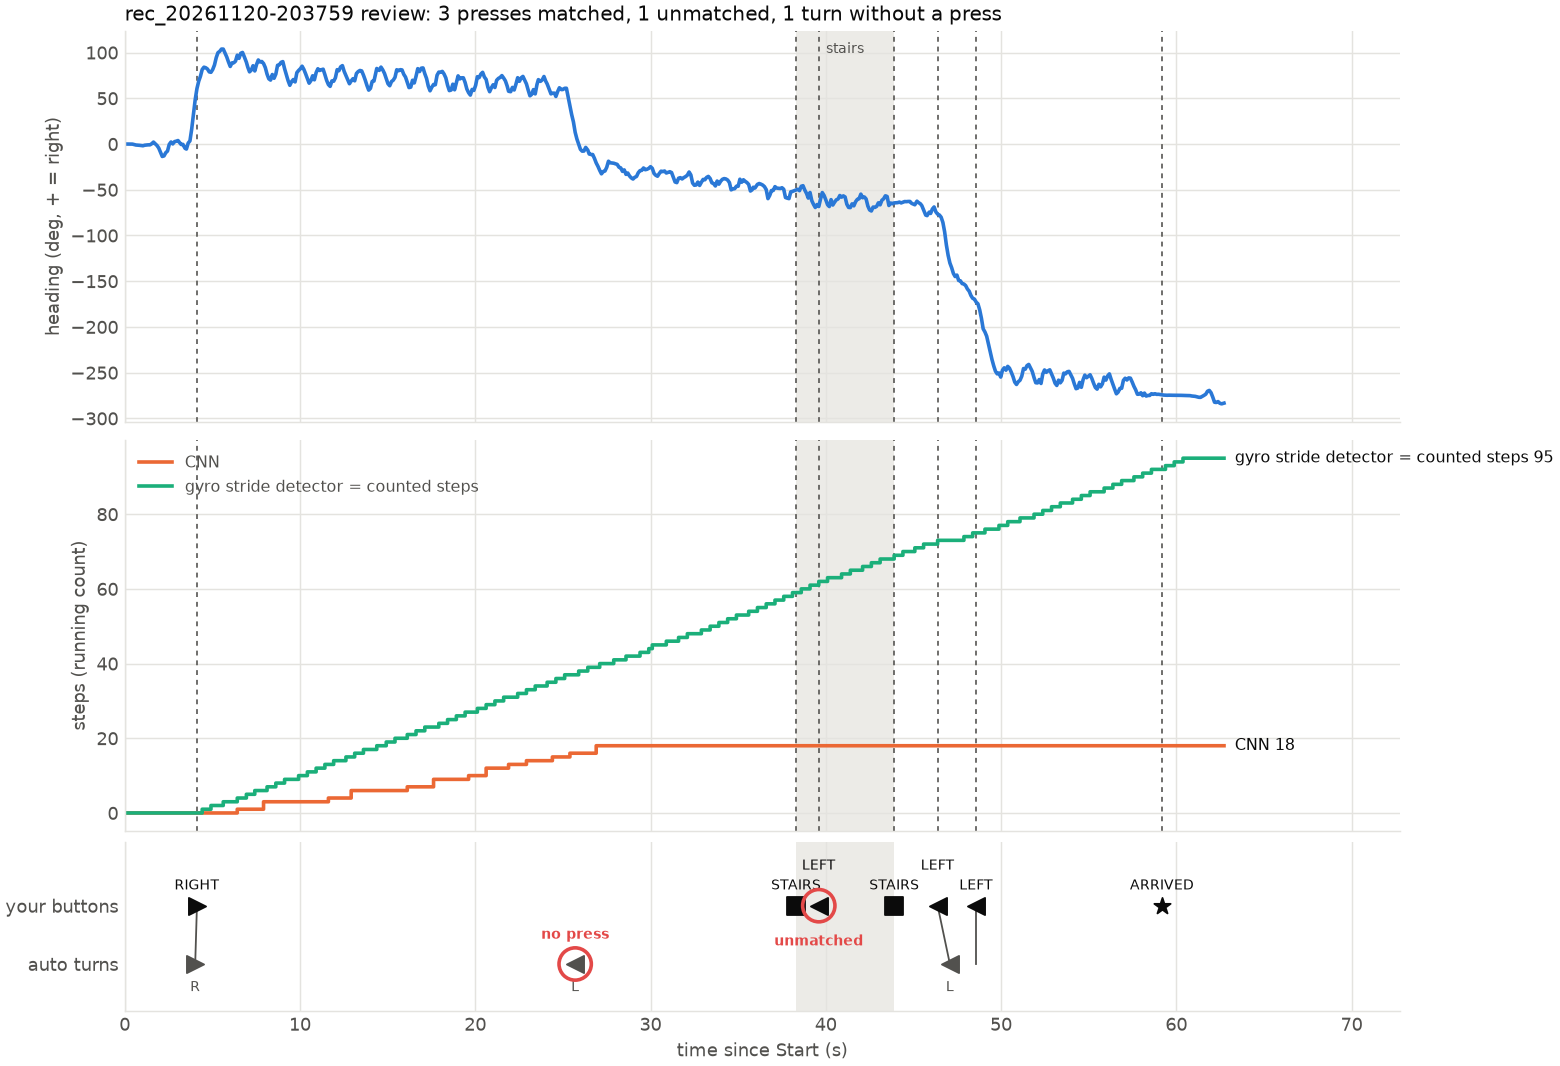 rec_20261120-203759 review: 3 presses matched, 1 unmatched, 1 turn without a press
stairs
heading (deg, + = right)
100
50
0
−50
−100
−150
−200
−250
−300
CNN
gyro stride detector = counted steps
gyro stride detector = counted steps 95
CNN 18
steps (running count)
80
60
40
20
0
LEFT
LEFT
RIGHT
STAIRS
STAIRS
LEFT
ARRIVED
your buttons
no press
unmatched
auto turns
R
L
L
0
10
20
30
40
50
60
70
time since Start (s)